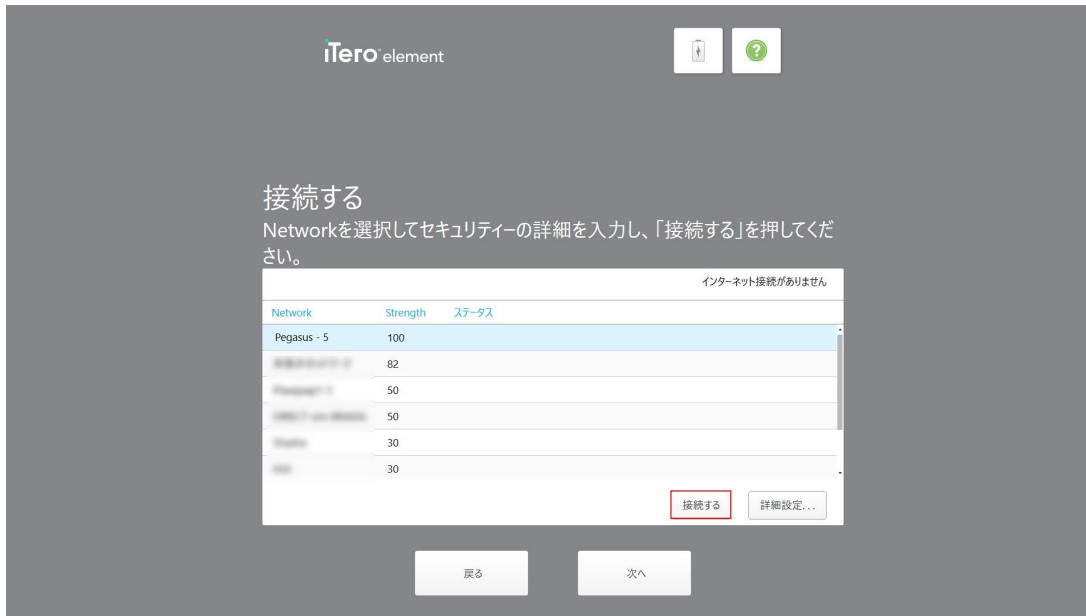 iTero element
接続する
Networkを選択してセキュリティーの詳細を入力し、「接続する」を押してくだ
さい。
インターネット接続がありません
Network Strength ステータス
Pegasus - 5 100
82
50
50
30
30
接続する 詳細設定...
戻る 次へ